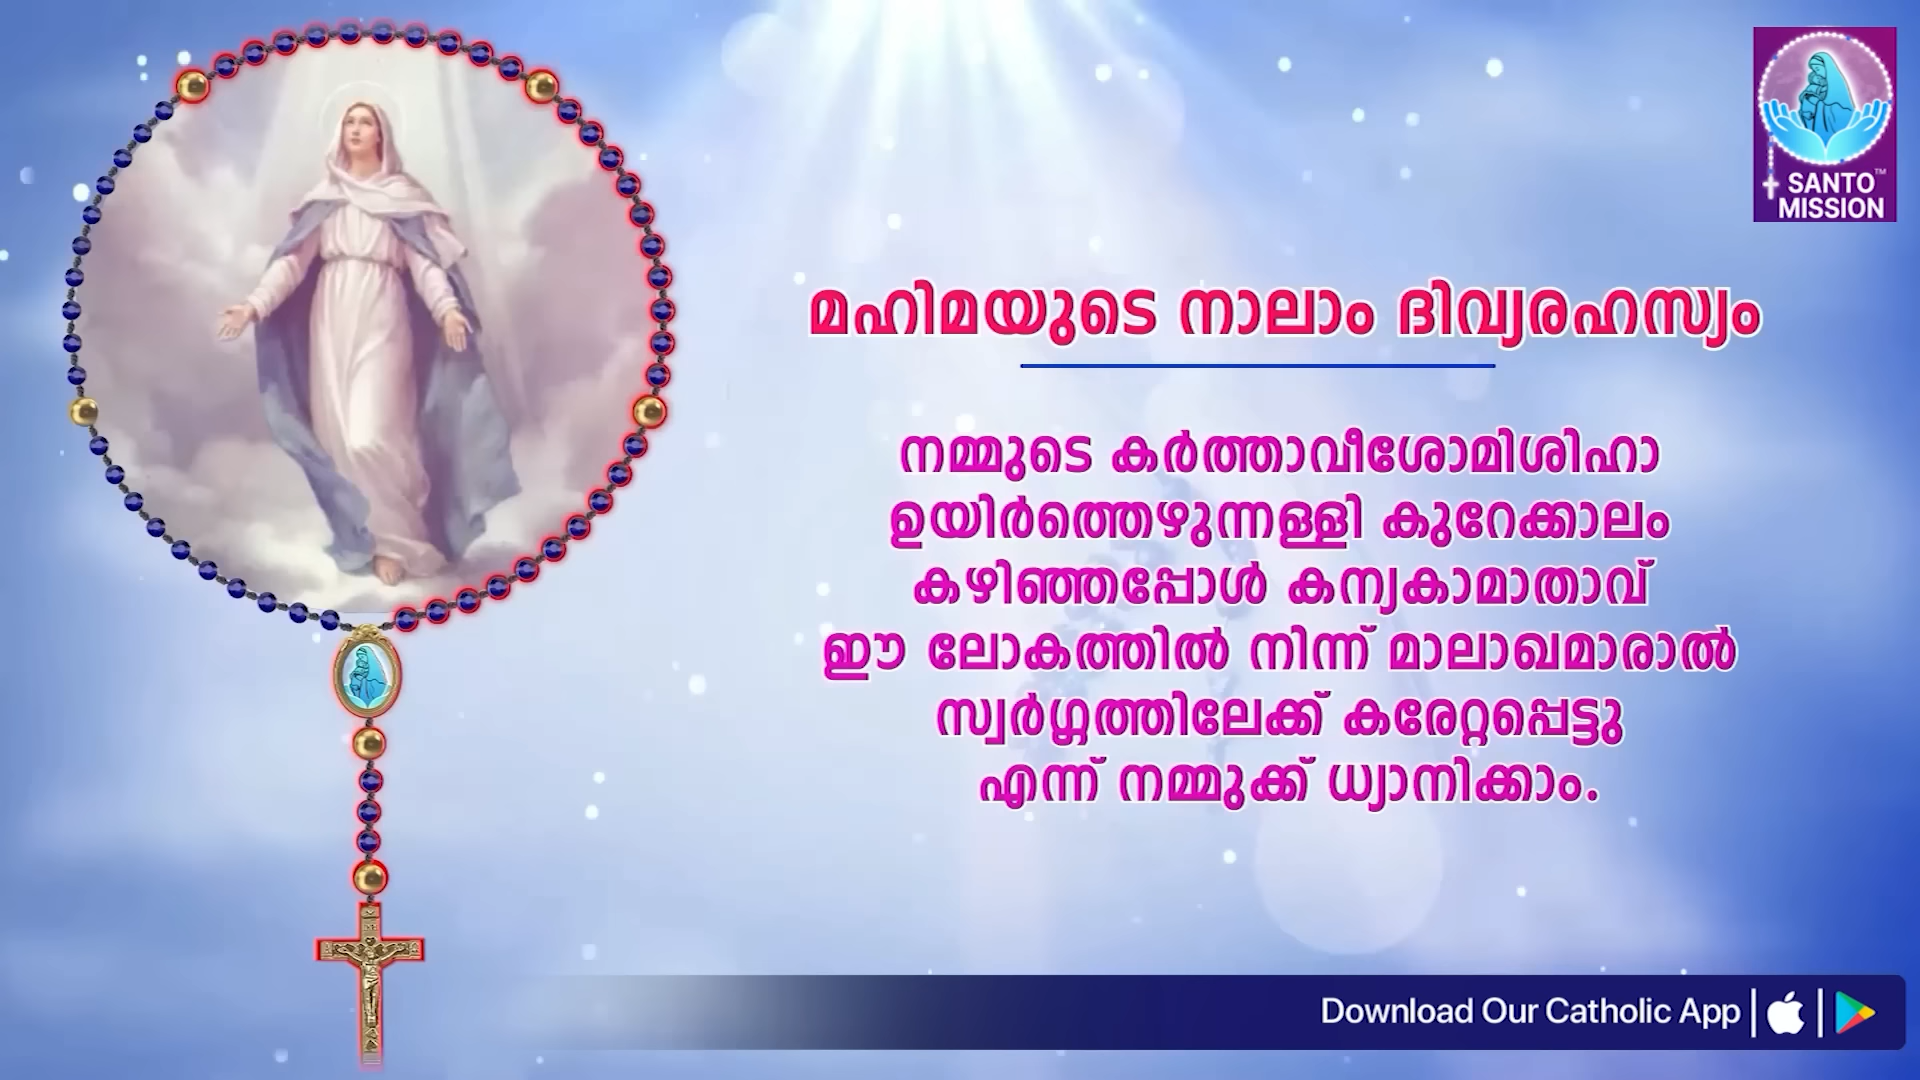 SANTO™
MISSION
മഹിമയുടെ നാലാം ദിവ്യരഹസ്യം
നമ്മുടെ കർത്താവീശോമിശിഹാ
ഉയിർത്തെഴുന്നള്ളി കുറേക്കാലം
കഴിഞ്ഞപ്പോൾ കന്യകാമാതാവ്
ഈ ലോകത്തിൽ നിന്ന് മാലാഖമാരാൽ
സ്വർഗ്ഗത്തിലേക്ക് കരേറ്റപ്പെട്ടു
എന്ന് നമ്മുക്ക് ധ്യാനിക്കാം.
Download Our Catholic App